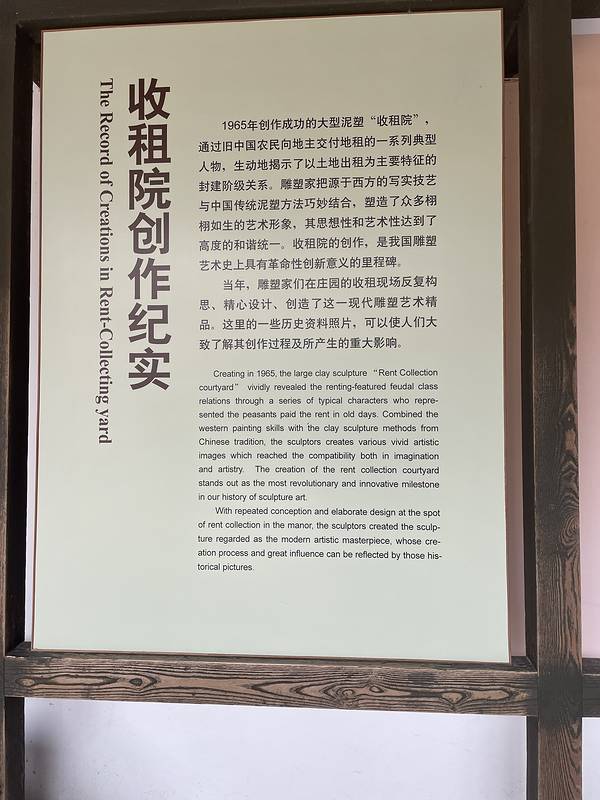 收租院创作纪实
The Record of Creations in Rent-Collecting yard
1965年创作成功的大型泥塑“收租院”，
通过旧中国农民向地主交付地租的一系列典型
人物，生动地揭示了以土地出租为主要特征的
封建阶级关系。雕塑家把源于西方的写实技艺
与中国传统泥塑方法巧妙结合，塑造了众多栩
栩如生的艺术形象，其思想性和艺术性达到了
高度的和谐统一。收租院的创作，是我国雕塑
艺术史上具有革命性创新意义的里程碑。
当年，雕塑家们在庄园的收租现场反复构
思、精心设计、创造了这一现代雕塑艺术精
品。这里的一些历史资料照片，可以使人们大
致了解其创作过程及所产生的重大影响。
Creating in 1965, the large clay sculpture “Rent Collection
courtyard” vividly revealed the renting-featured feudal class
relations through a series of typical characters who repre-
sented the peasants paid the rent in old days. Combined the
western painting skills with the clay sculpture methods from
Chinese tradition, the sculptors creates various vivid artistic
images which reached the compatibility both in imagination
and artistry. The creation of the rent collection courtyard
stands out as the most revolutionary and innovative milestone
in our history of sculpture art.
With repeated conception and elaborate design at the spot
of rent collection in the manor, the sculptors created the sculp-
ture regarded as the modern artistic masterpiece, whose cre-
ation process and great influence can be reflected by those his-
torical pictures.